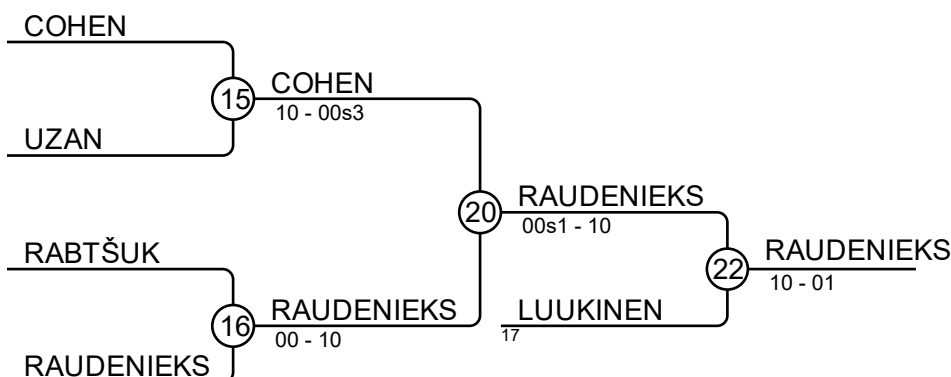 COHEN
15
COHEN
10 - 00s3
UZAN
20
RAUDENIEKS
00s1 - 10
RABTŠUK
22
RAUDENIEKS
10 - 01
16
RAUDENIEKS
00 - 10
LUUKINEN
17
RAUDENIEKS